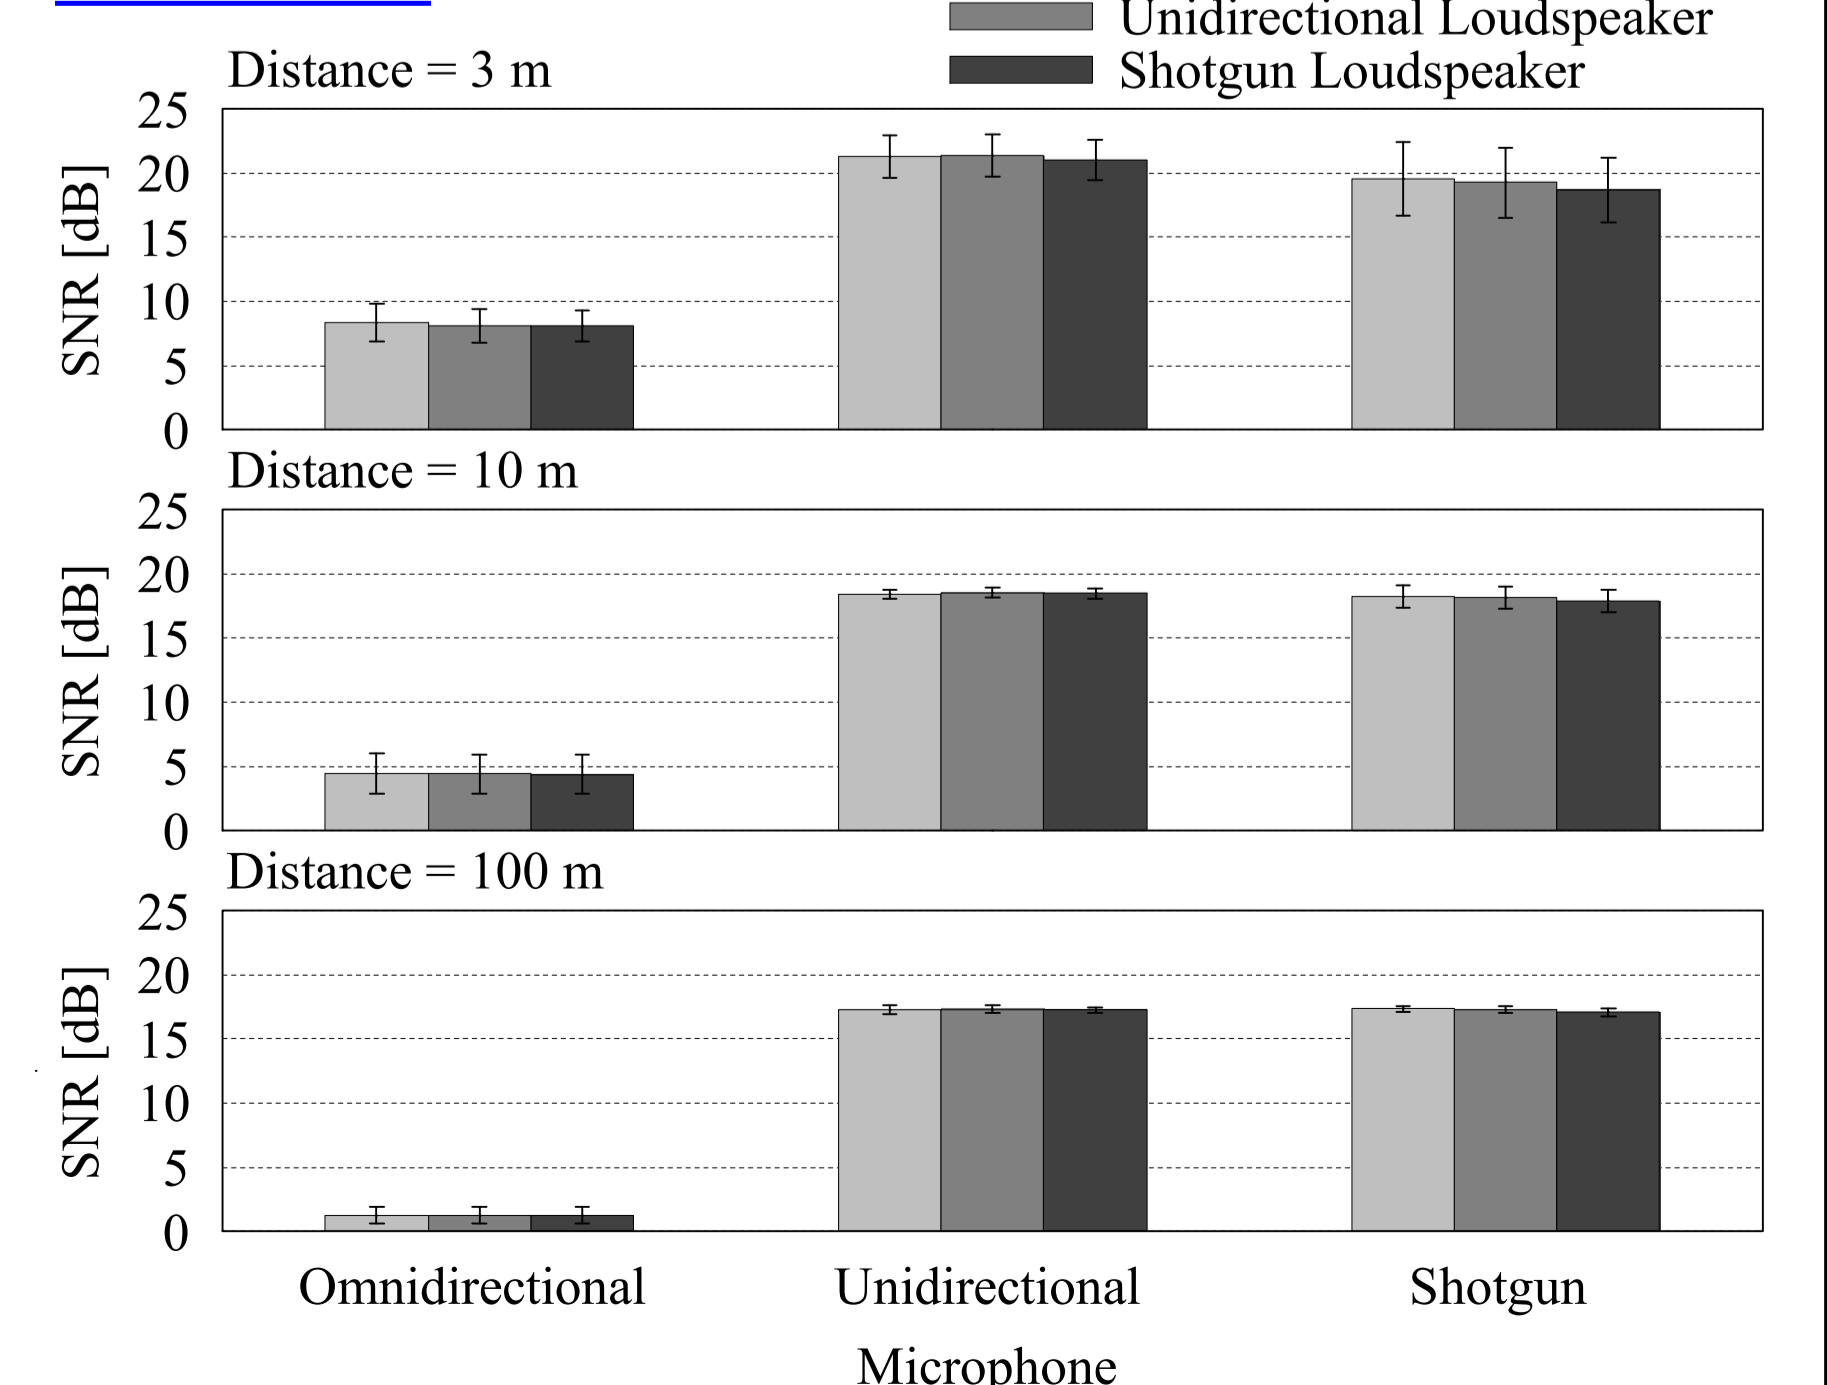 Unidirectional Loudspeaker
Shotgun Loudspeaker
Distance = 3 m
25
20
15
10
5
0
SNR [dB]
Distance = 10 m
25
20
15
10
5
0
SNR [dB]
Distance = 100 m
25
20
15
10
5
0
SNR [dB]
Omnidirectional Unidirectional Shotgun
Microphone